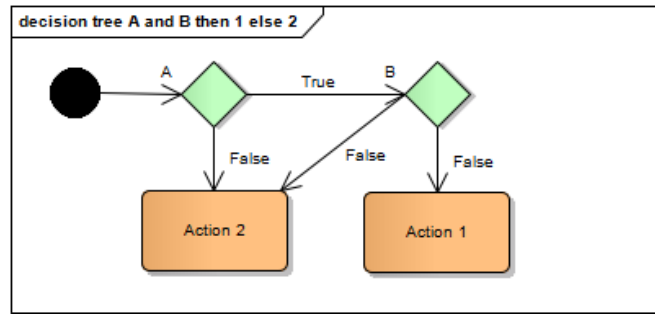 decision tree A and B then 1 else 2
A
True
B
False
False
False
Action 2
Action 1